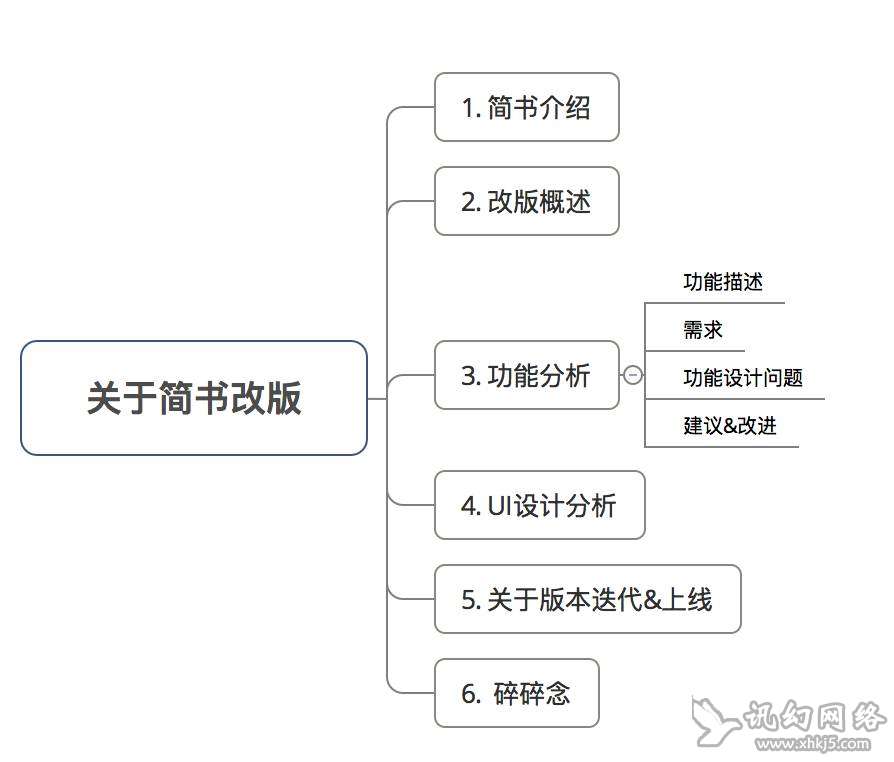 1. 简书介绍
2. 改版概述
功能描述
需求
3. 功能分析
功能设计问题
关于简书改版
建议&改进
4. UI设计分析
5. 关于版本迭代&上线
6. 碎碎念
讯幻网络
www.xhkj5.com